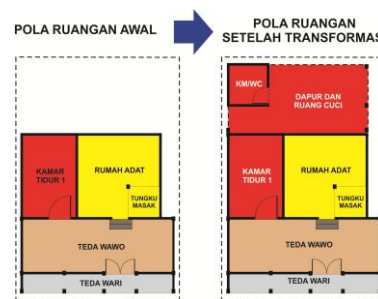 POLA RUANGAN AWAL
POLA RUANGAN
SETELAH TRANSFORMAS
KAMAR
TIDUR 1
RUMAH ADAT
TUNGKU
MASAK
TEDA WAWO
TEDA WARI
KM/WC
DAPUR DAN
RUANG CUCI
KAMAR
TIDUR 1
RUMAH ADAT
TUNGKU
MASAK
TEDA WAWO
TEDA WARI